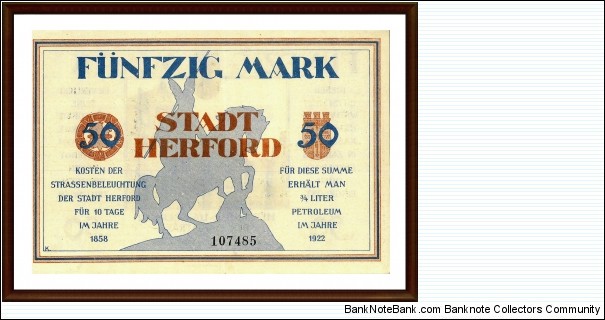 FÜNFZIG MARK
50
STADT
HERFORD
50
KOSTEN DER
STRASSENBELEUCHTUNG
DER STADT HERFORD
FÜR 10 TAGE
IM JAHRE
1858
FÜR DIESE SUMME
ERHÄLT MAN
¾ LITER
PETROLEUM
IM JAHRE
1922
K.
107485
BankNoteBank.com - Banknote Collectors Community